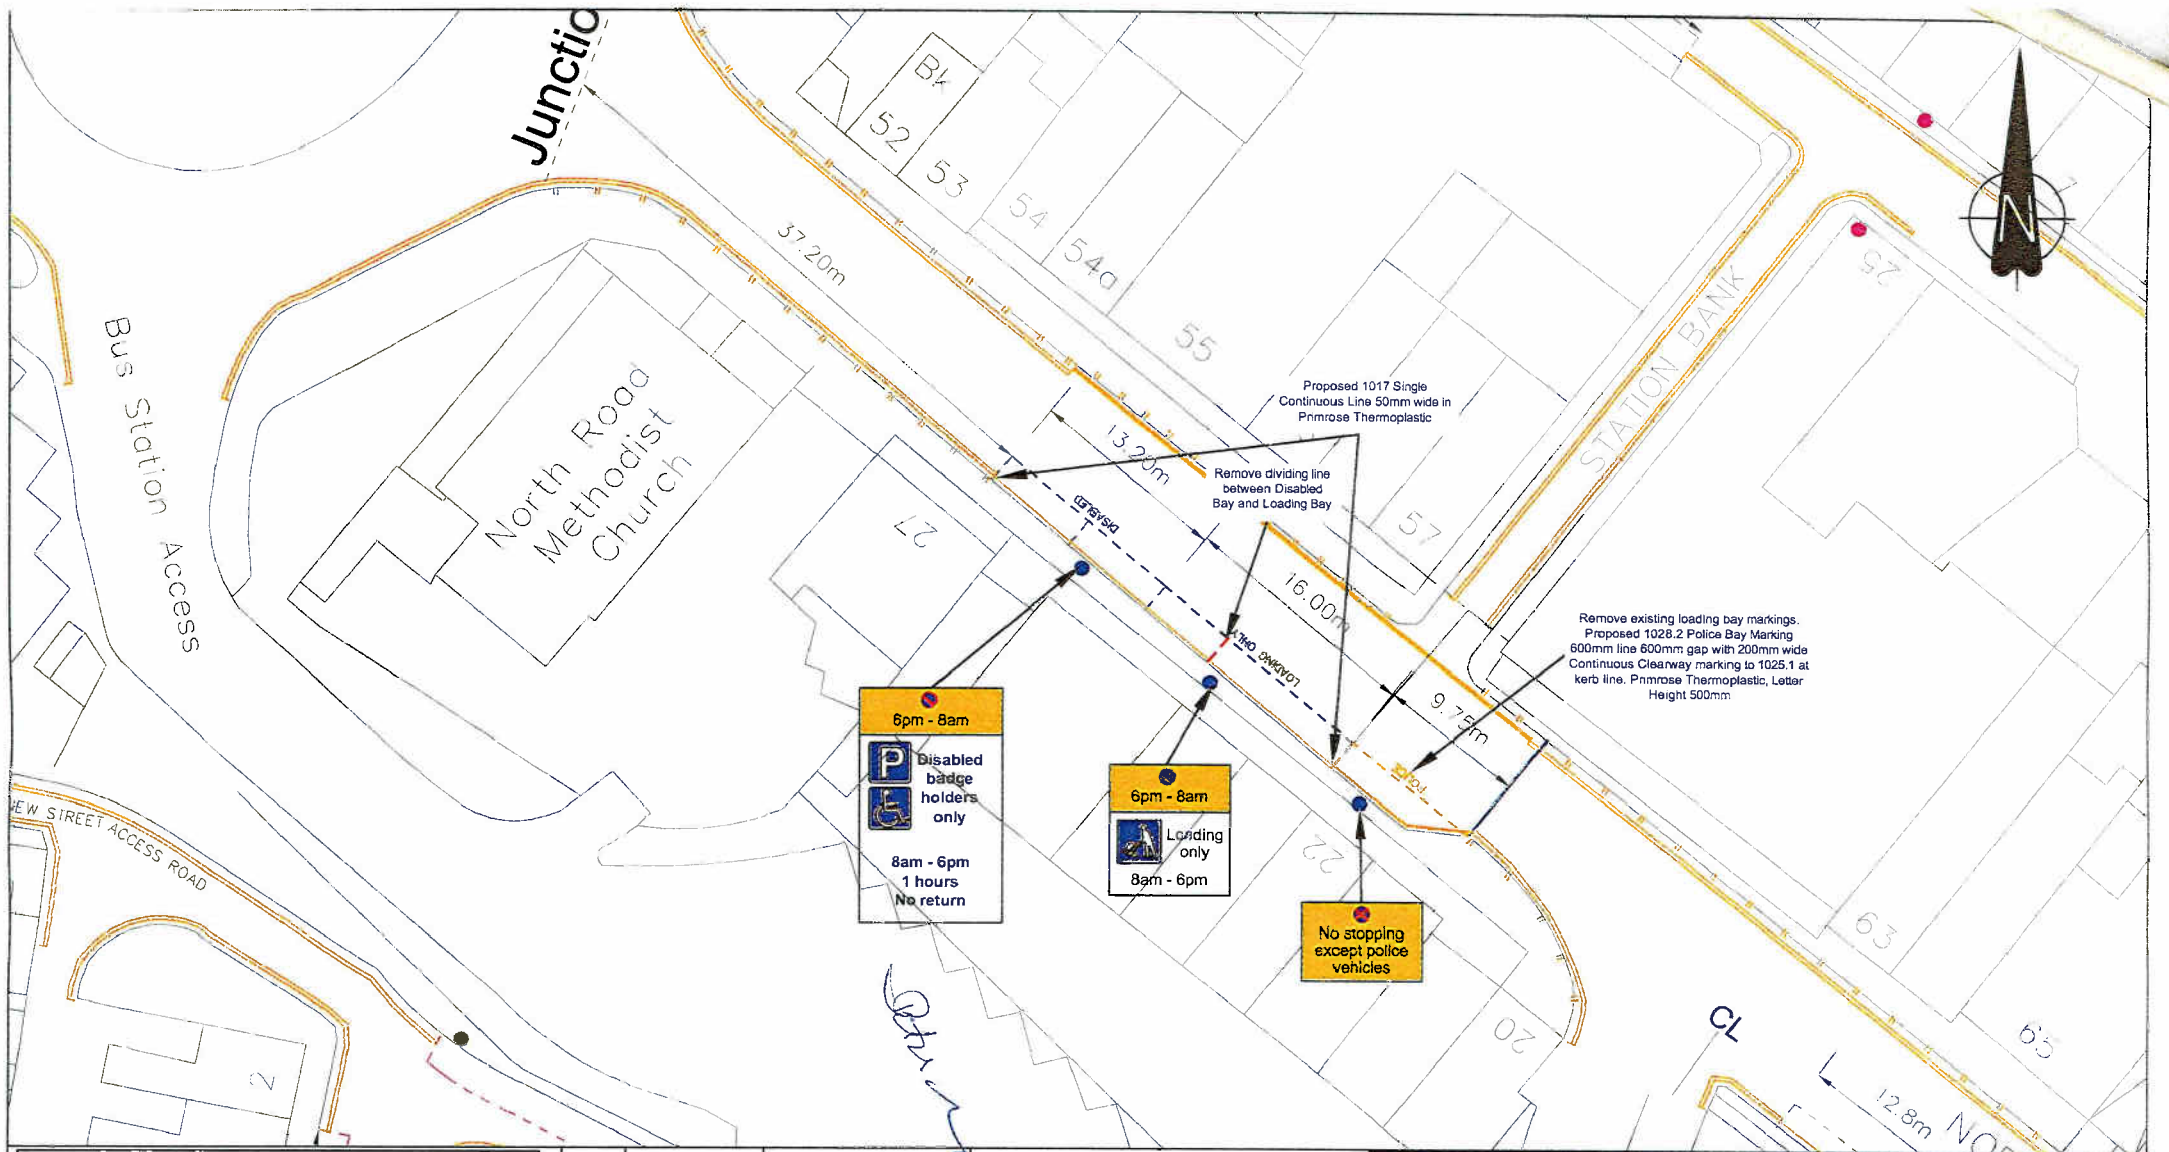 Junctio
Bk
52
53
54
54a
55
57
25
37.20m
13.20m
16.00m
9.75m
STATION BANK
N
Bus Station Access
North Road
Methodist
Church
27
Proposed 1017 Single
Continuous Line 50mm wide in
Primrose Thermoplastic
Remove dividing line
between Disabled
Bay and Loading Bay
DISABLED
LOADING ONLY
POLICE
Remove existing loading bay markings.
Proposed 1028.2 Police Bay Marking
600mm line 600mm gap with 200mm wide
Continuous Clearway marking to 1025.1 at
kerb line. Primrose Thermoplastic, Letter
Height 500mm
6pm - 8am
P
Disabled
badge
holders
only
8am - 6pm
1 hours
No return
6pm - 8am
Loading
only
8am - 6pm
No stopping
except police
vehicles
22
20
63
65
CL
12.8m
NOR
EW STREET ACCESS ROAD
2